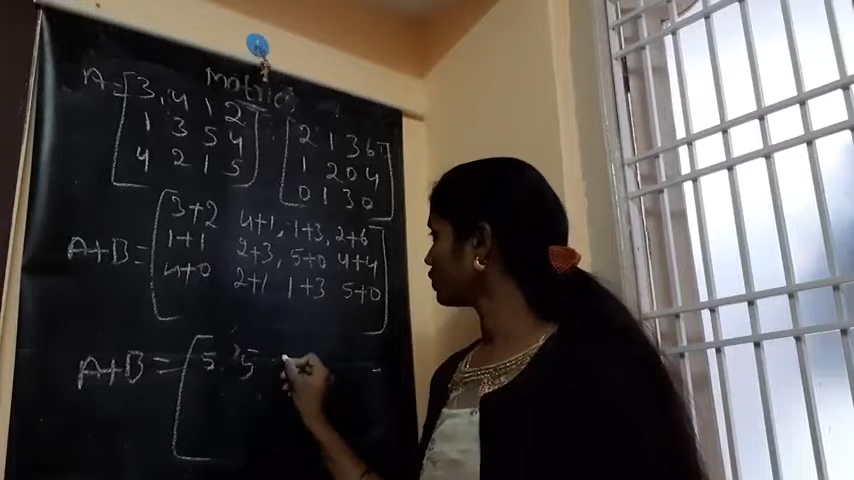 Matrics
A = [3, 4 1 2 [2 1 3 6]
1 3 5 4 1 2 0 4
4 2 1 5] 0 1 3 0
[3+2 4+1, 1+3, 2+6]
1+1 2+3, 5+0 4+4
A+B =
4+0 2+1 1+3 5+0
A+B = [5 5